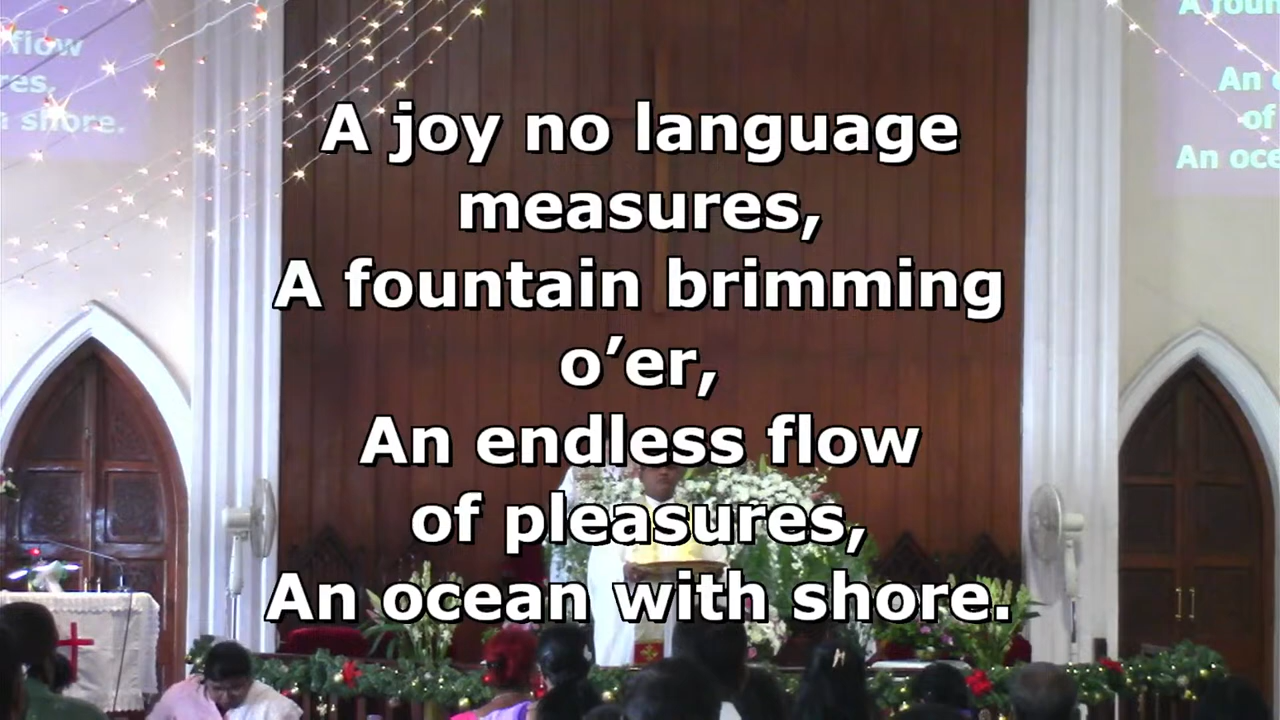 A joy no language
measures,
A fountain brimming
o’er,
An endless flow
of pleasures,
An ocean with shore.
flow
shore.
A foun
An
of
An oce